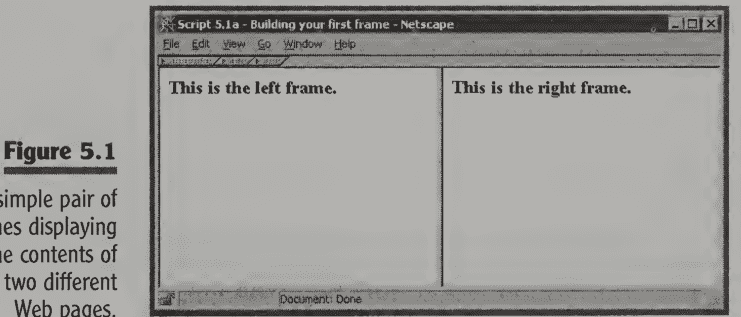 Script 5.1a - Building your first frame - Netscape
File Edit View Go Window Help
This is the left frame.
This is the right frame.
Document: Done
Figure 5.1
simple pair of
displaying
contents of
two different
Web pages.